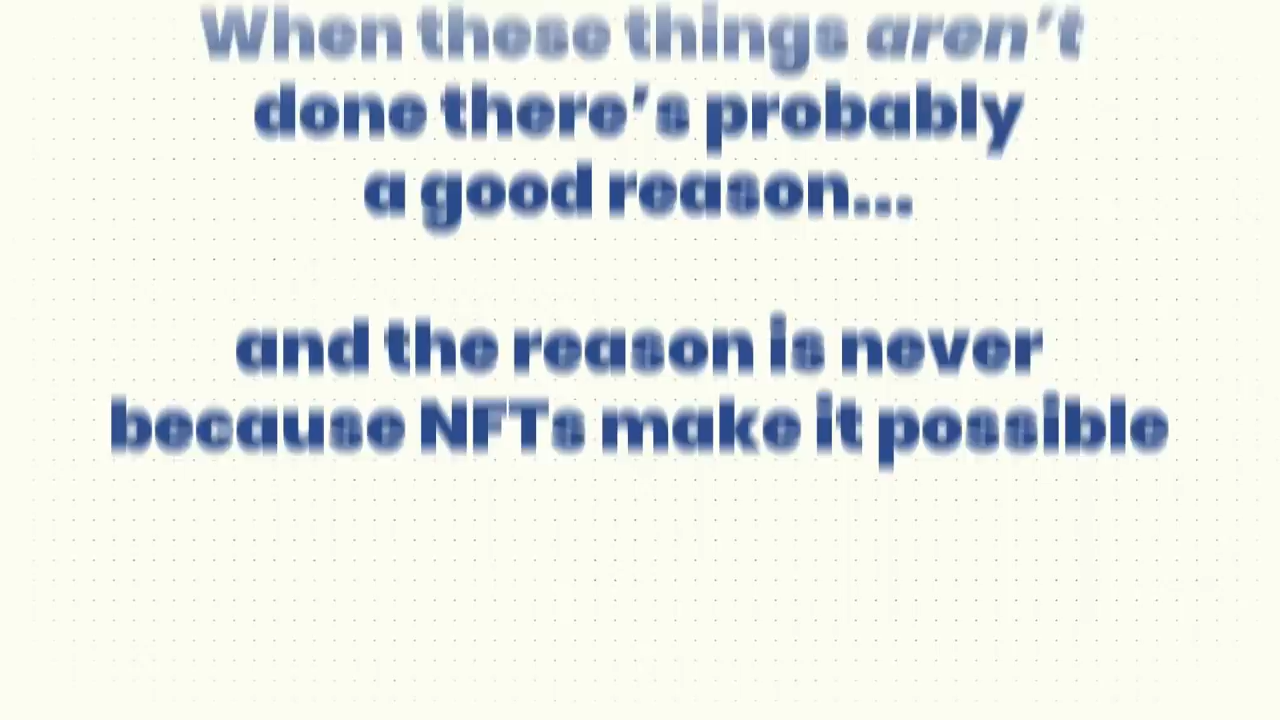 When these things aren't
done there's probably
a good reason...
and the reason is never
because NFTs make it possible